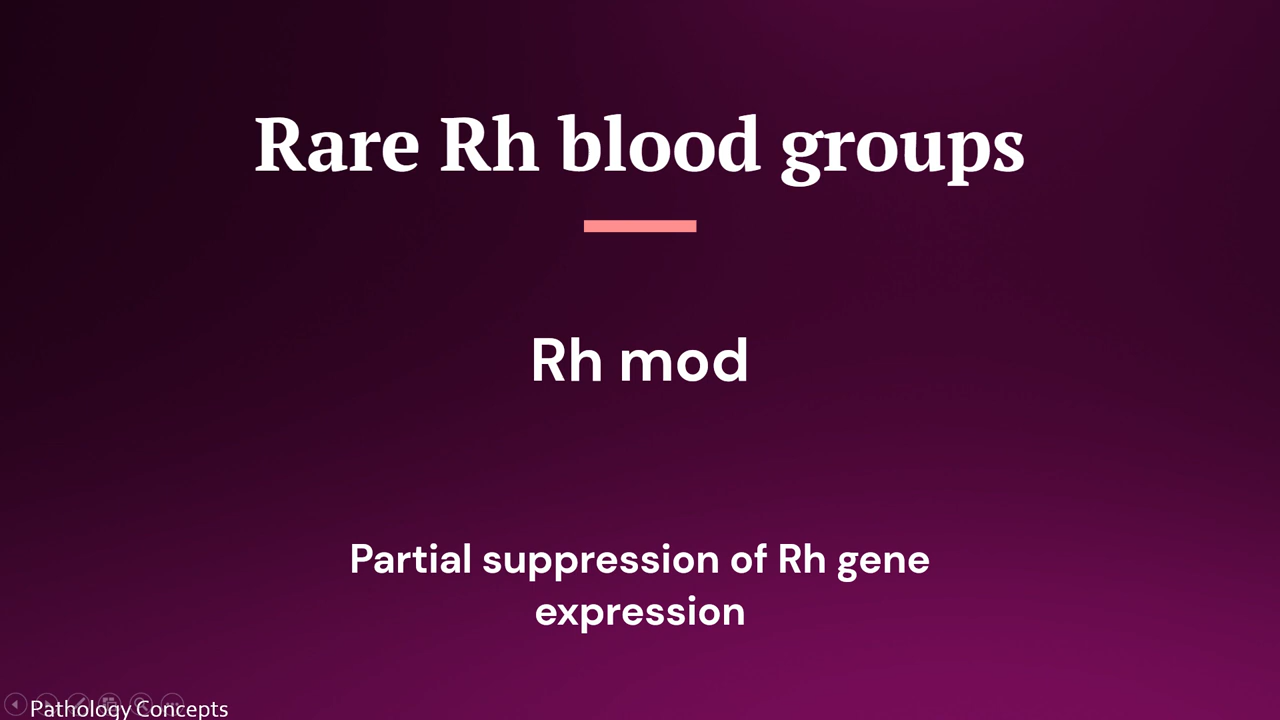 Rare Rh blood groups
Rh mod
Partial suppression of Rh gene
expression
Pathology Concepts